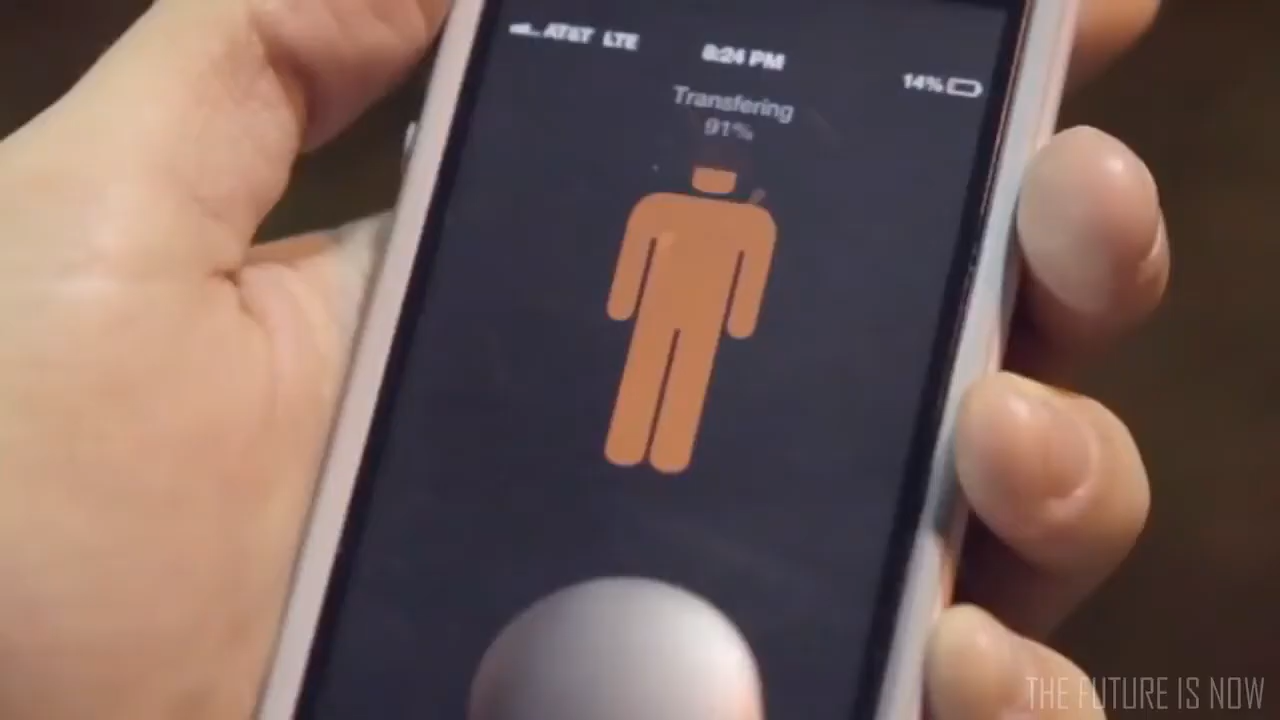 AT&T LTE 8:24 PM 14%
Transfering
91%
THE FUTURE IS NOW